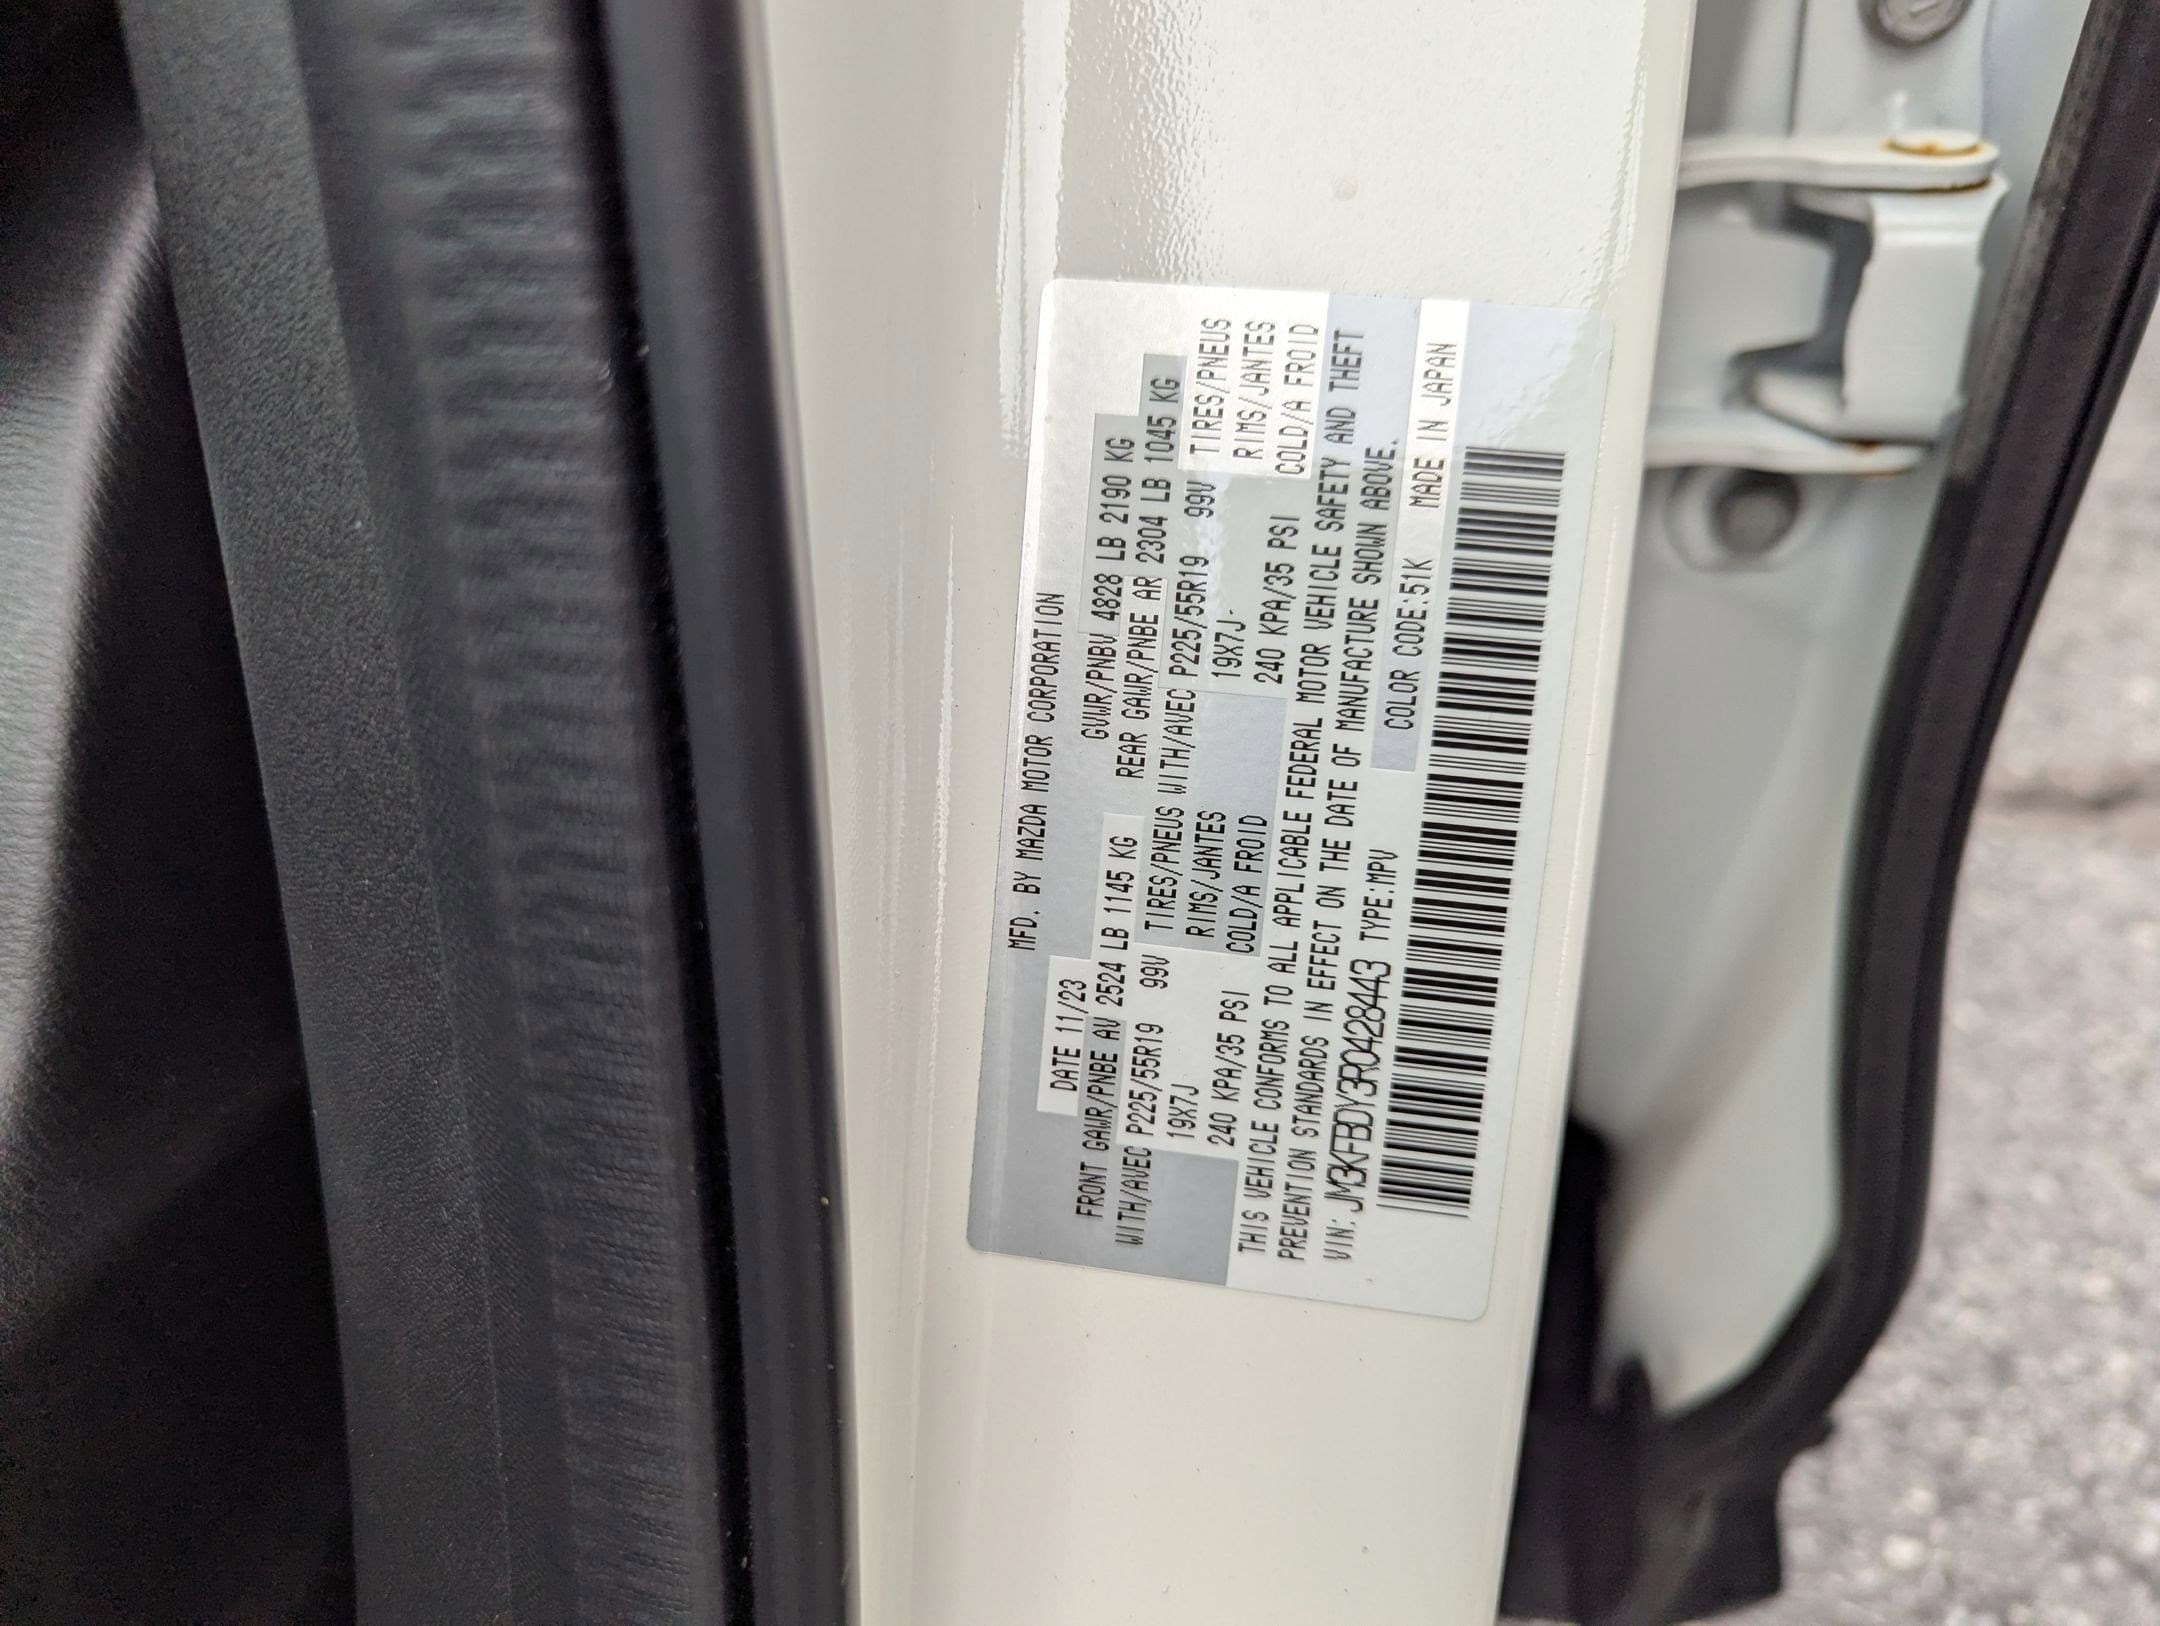 MFD. BY MAZDA MOTOR CORPORATION
DATE 11/23 GVWR/PNBV 4828 LB 2190 KG
FRONT GAWR/PNBE AV 2524 LB 1145 KG REAR GAWR/PNBE AR 2304 LB 1045 KG
WITH/AVEC P225/55R19 99V TIRES/PNEUS WITH/AVEC P225/55R19 99V TIRES/PNEUS
19X7J RIMS/JANTES 19X7J RIMS/JANTES
240 KPA/35 PSI COLD/A FROID 240 KPA/35 PSI COLD/A FROID
THIS VEHICLE CONFORMS TO ALL APPLICABLE FEDERAL MOTOR VEHICLE SAFETY AND THEFT
PREVENTION STANDARDS IN EFFECT ON THE DATE OF MANUFACTURE SHOWN ABOVE.
VIN: JM3KFBDY3R0428443 TYPE:MPV COLOR CODE:51K MADE IN JAPAN